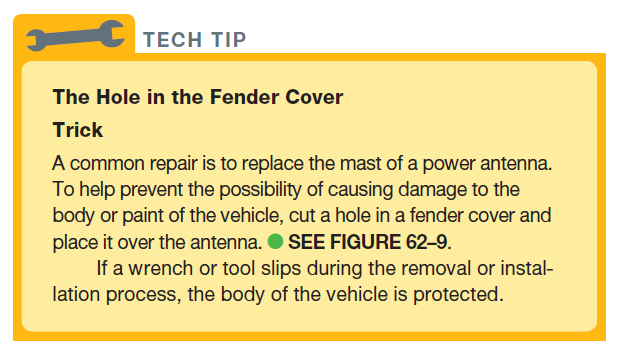 TECH TIP
The Hole in the Fender Cover
Trick
A common repair is to replace the mast of a power antenna.
To help prevent the possibility of causing damage to the
body or paint of the vehicle, cut a hole in a fender cover and
place it over the antenna. ● SEE FIGURE 62–9.
If a wrench or tool slips during the removal or instal-
lation process, the body of the vehicle is protected.